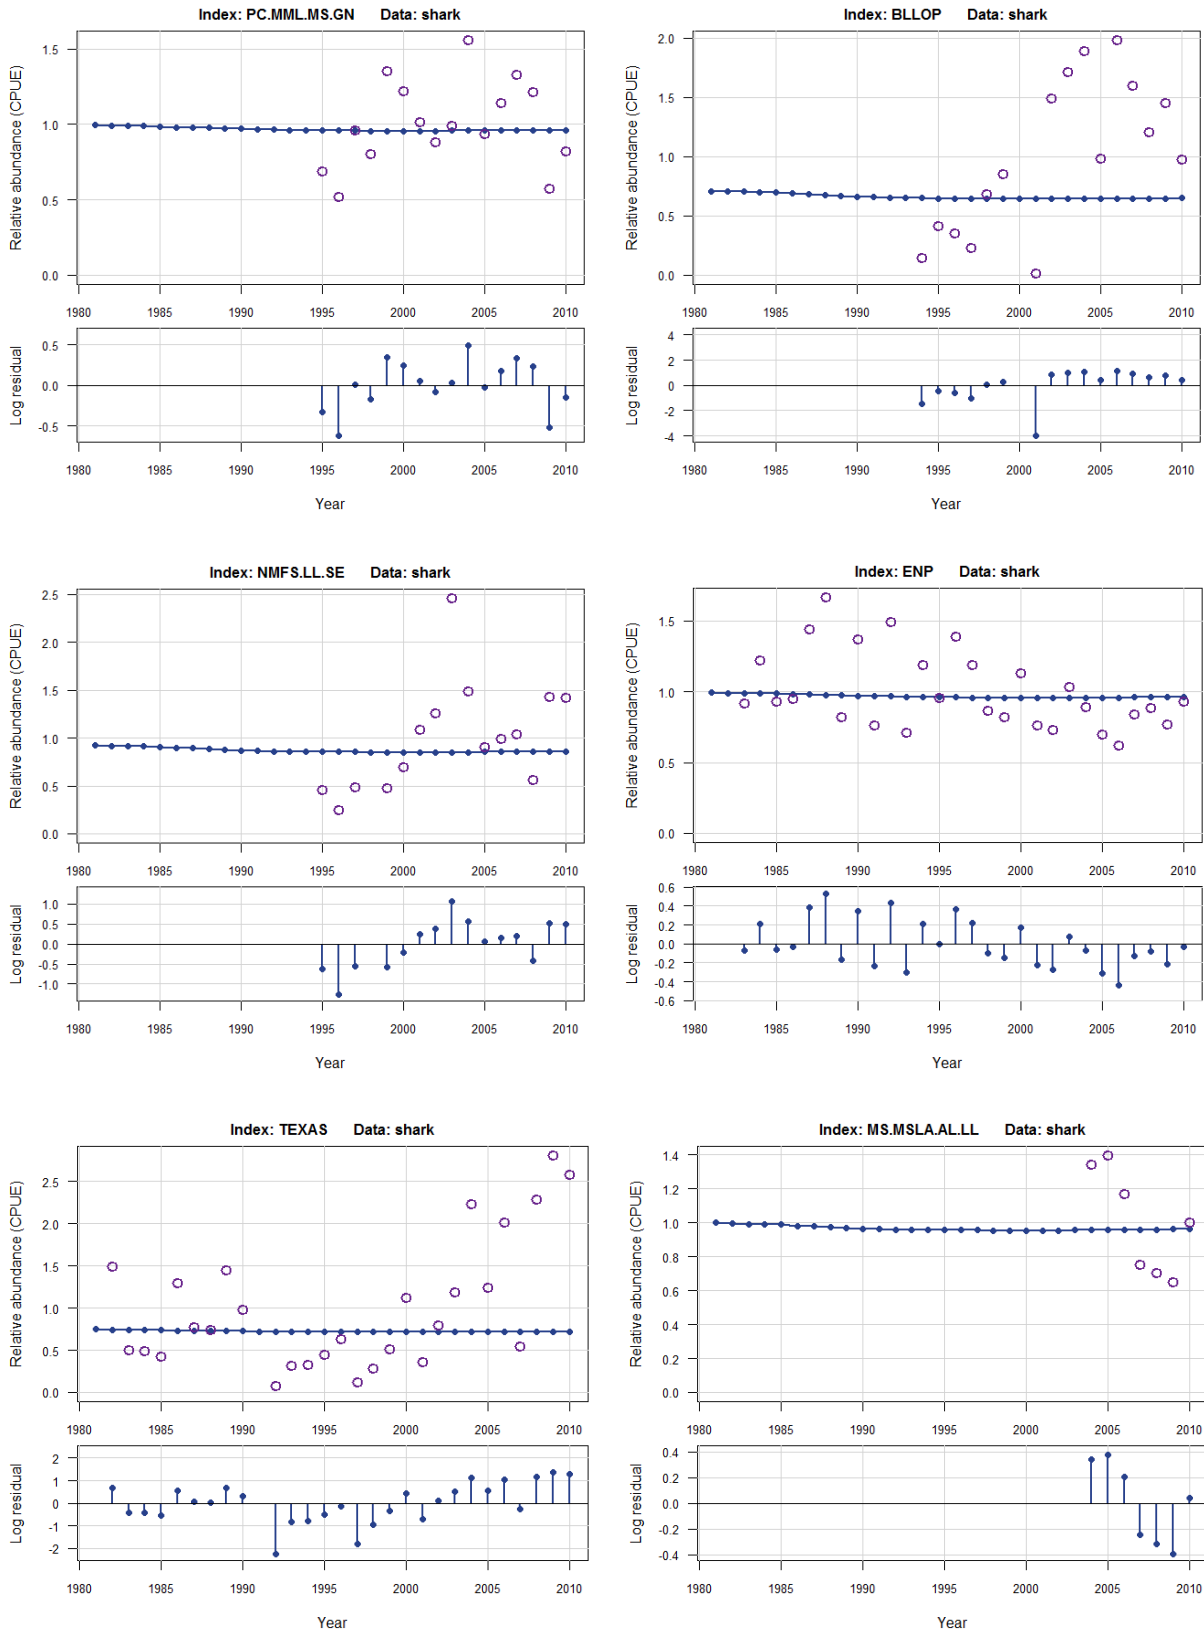 Index: PC.MML.MS.GN Data: shark
Relative abundance (CPUE)
1.5
1.0
0.5
0.0
1980 1985 1990 1995 2000 2005 2010
Log residual
0.5
0.0
-0.5
1980 1985 1990 1995 2000 2005 2010
Year
Index: BLLOP Data: shark
Relative abundance (CPUE)
2.0
1.5
1.0
0.5
0.0
1980 1985 1990 1995 2000 2005 2010
Log residual
4
2
0
-2
-4
1980 1985 1990 1995 2000 2005 2010
Year
Index: NMFS.LL.SE Data: shark
Relative abundance (CPUE)
2.5
2.0
1.5
1.0
0.5
0.0
1980 1985 1990 1995 2000 2005 2010
Log residual
1.0
0.5
0.0
-0.5
-1.0
1980 1985 1990 1995 2000 2005 2010
Year
Index: ENP Data: shark
Relative abundance (CPUE)
1.5
1.0
0.5
0.0
1980 1985 1990 1995 2000 2005 2010
Log residual
0.6
0.4
0.2
0.0
-0.2
-0.4
-0.6
1980 1985 1990 1995 2000 2005 2010
Year
Index: TEXAS Data: shark
Relative abundance (CPUE)
2.5
2.0
1.5
1.0
0.5
0.0
1980 1985 1990 1995 2000 2005 2010
Log residual
2
1
0
-1
-2
1980 1985 1990 1995 2000 2005 2010
Year
Index: MS.MSLA.AL.LL Data: shark
Relative abundance (CPUE)
1.4
1.2
1.0
0.8
0.6
0.4
0.2
0.0
1980 1985 1990 1995 2000 2005 2010
Log residual
0.4
0.2
0.0
-0.2
-0.4
1980 1985 1990 1995 2000 2005 2010
Year